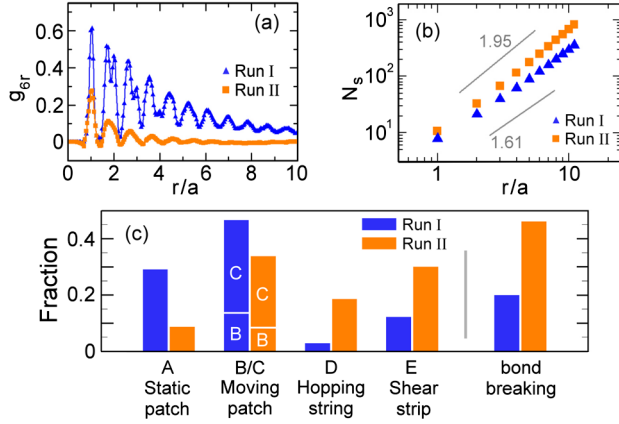 (a)
g6r
0.6
0.4
0.2
0
Run I
Run II
0 2 4 6 8 10
r/a
(b)
Ns
10³
10²
10¹
1.95
1.61
Run I
Run II
1 10
r/a
(c)
Fraction
0.4
0.2
0
Run I
Run II
C
B
C
B
A B/C D E bond
Static Moving Hopping Shear breaking
patch patch string strip